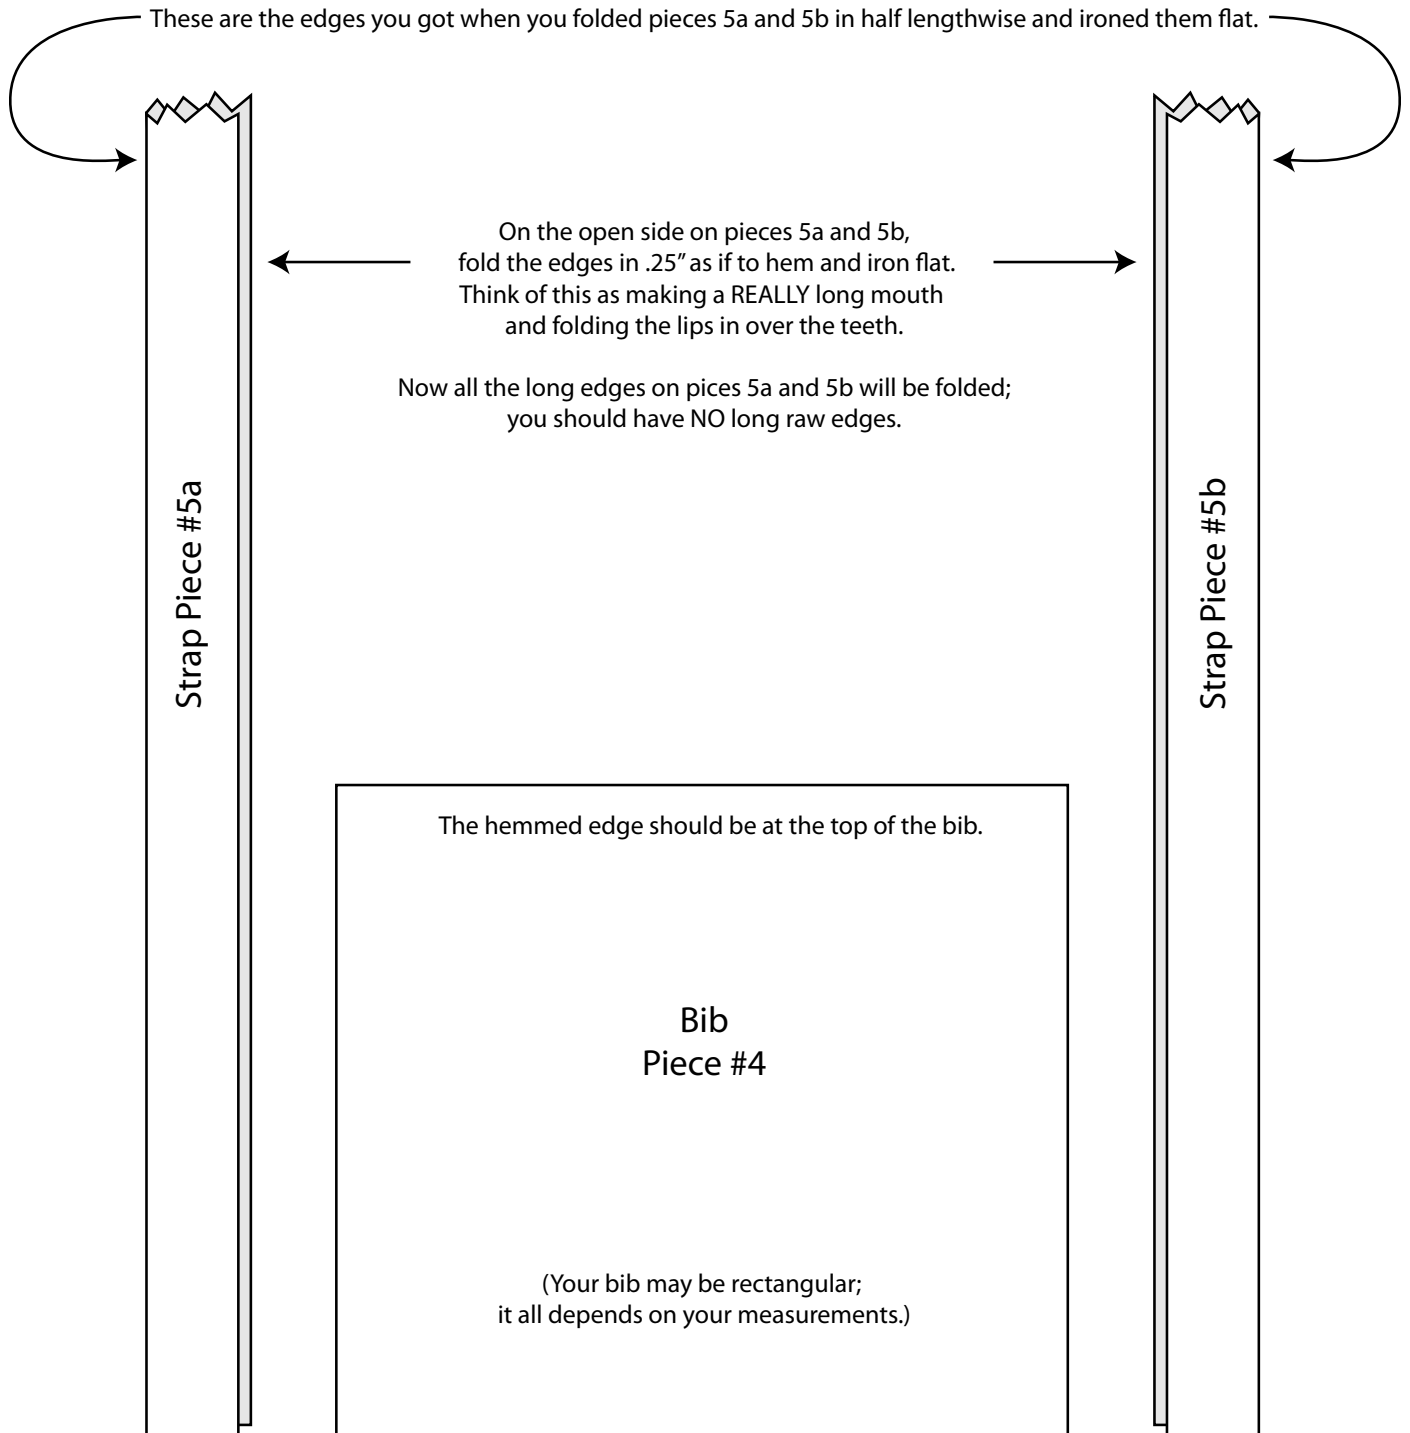 These are the edges you got when you folded pieces 5a and 5b in half lengthwise and ironed them flat.
On the open side on pieces 5a and 5b,
fold the edges in .25" as if to hem and iron flat.
Think of this as making a REALLY long mouth
and folding the lips in over the teeth.
Now all the long edges on pices 5a and 5b will be folded;
you should have NO long raw edges.
Strap Piece #5a
Strap Piece #5b
The hemmed edge should be at the top of the bib.
Bib
Piece #4
(Your bib may be rectangular;
it all depends on your measurements.)